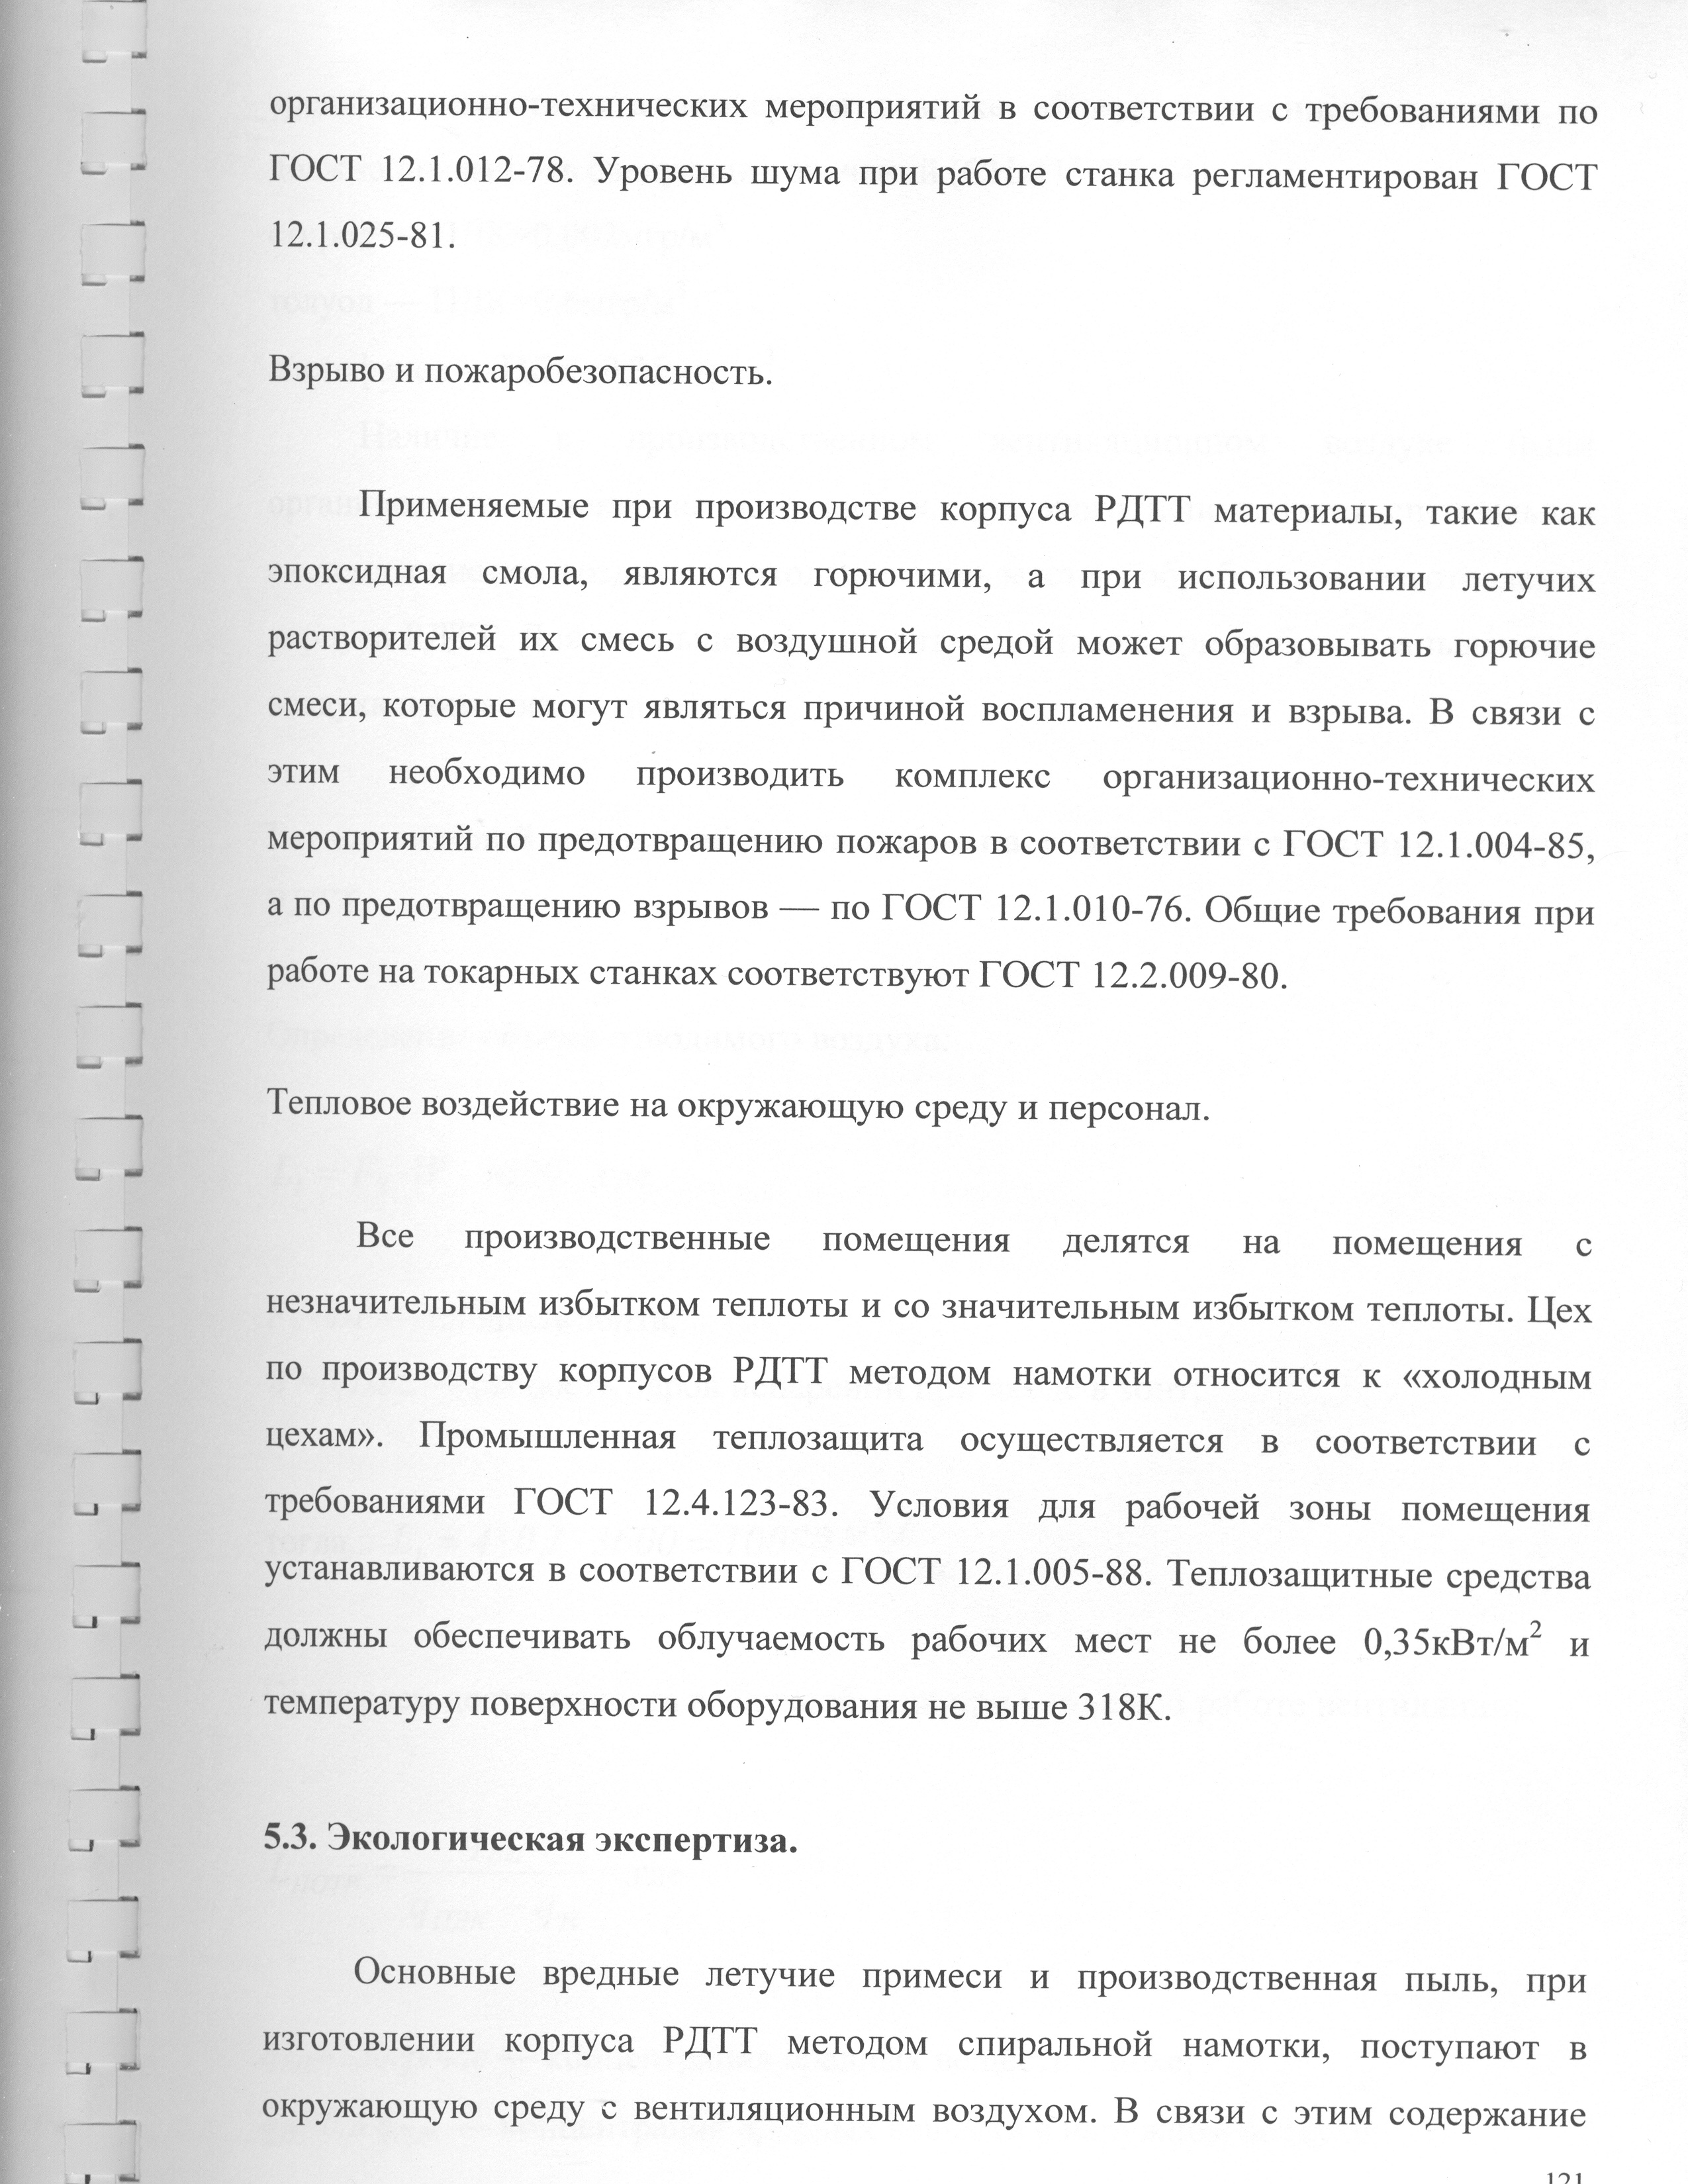 организационно-технических мероприятий в соответствии с требованиями по
ГОСТ 12.1.012-78. Уровень шума при работе станка регламентирован ГОСТ
12.1.025-81.
Взрыво и пожаробезопасность.
Применяемые при производстве корпуса РДТТ материалы, такие как
эпоксидная смола, являются горючими, а при использовании летучих
растворителей их смесь с воздушной средой может образовывать горючие
смеси, которые могут являться причиной воспламенения и взрыва. В связи с
этим необходимо производить комплекс организационно-технических
мероприятий по предотвращению пожаров в соответствии с ГОСТ 12.1.004-85,
а по предотвращению взрывов — по ГОСТ 12.1.010-76. Общие требования при
работе на токарных станках соответствуют ГОСТ 12.2.009-80.
Тепловое воздействие на окружающую среду и персонал.
Все производственные помещения делятся на помещения с
незначительным избытком теплоты и со значительным избытком теплоты. Цех
по производству корпусов РДТТ методом намотки относится к «холодным
цехам». Промышленная теплозащита осуществляется в соответствии с
требованиями ГОСТ 12.4.123-83. Условия для рабочей зоны помещения
устанавливаются в соответствии с ГОСТ 12.1.005-88. Теплозащитные средства
должны обеспечивать облучаемость рабочих мест не более 0,35кВт/м² и
температуру поверхности оборудования не выше 318К.
5.3. Экологическая экспертиза.
Основные вредные летучие примеси и производственная пыль, при
изготовлении корпуса РДТТ методом спиральной намотки, поступают в
окружающую среду с вентиляционным воздухом. В связи с этим содержание
121